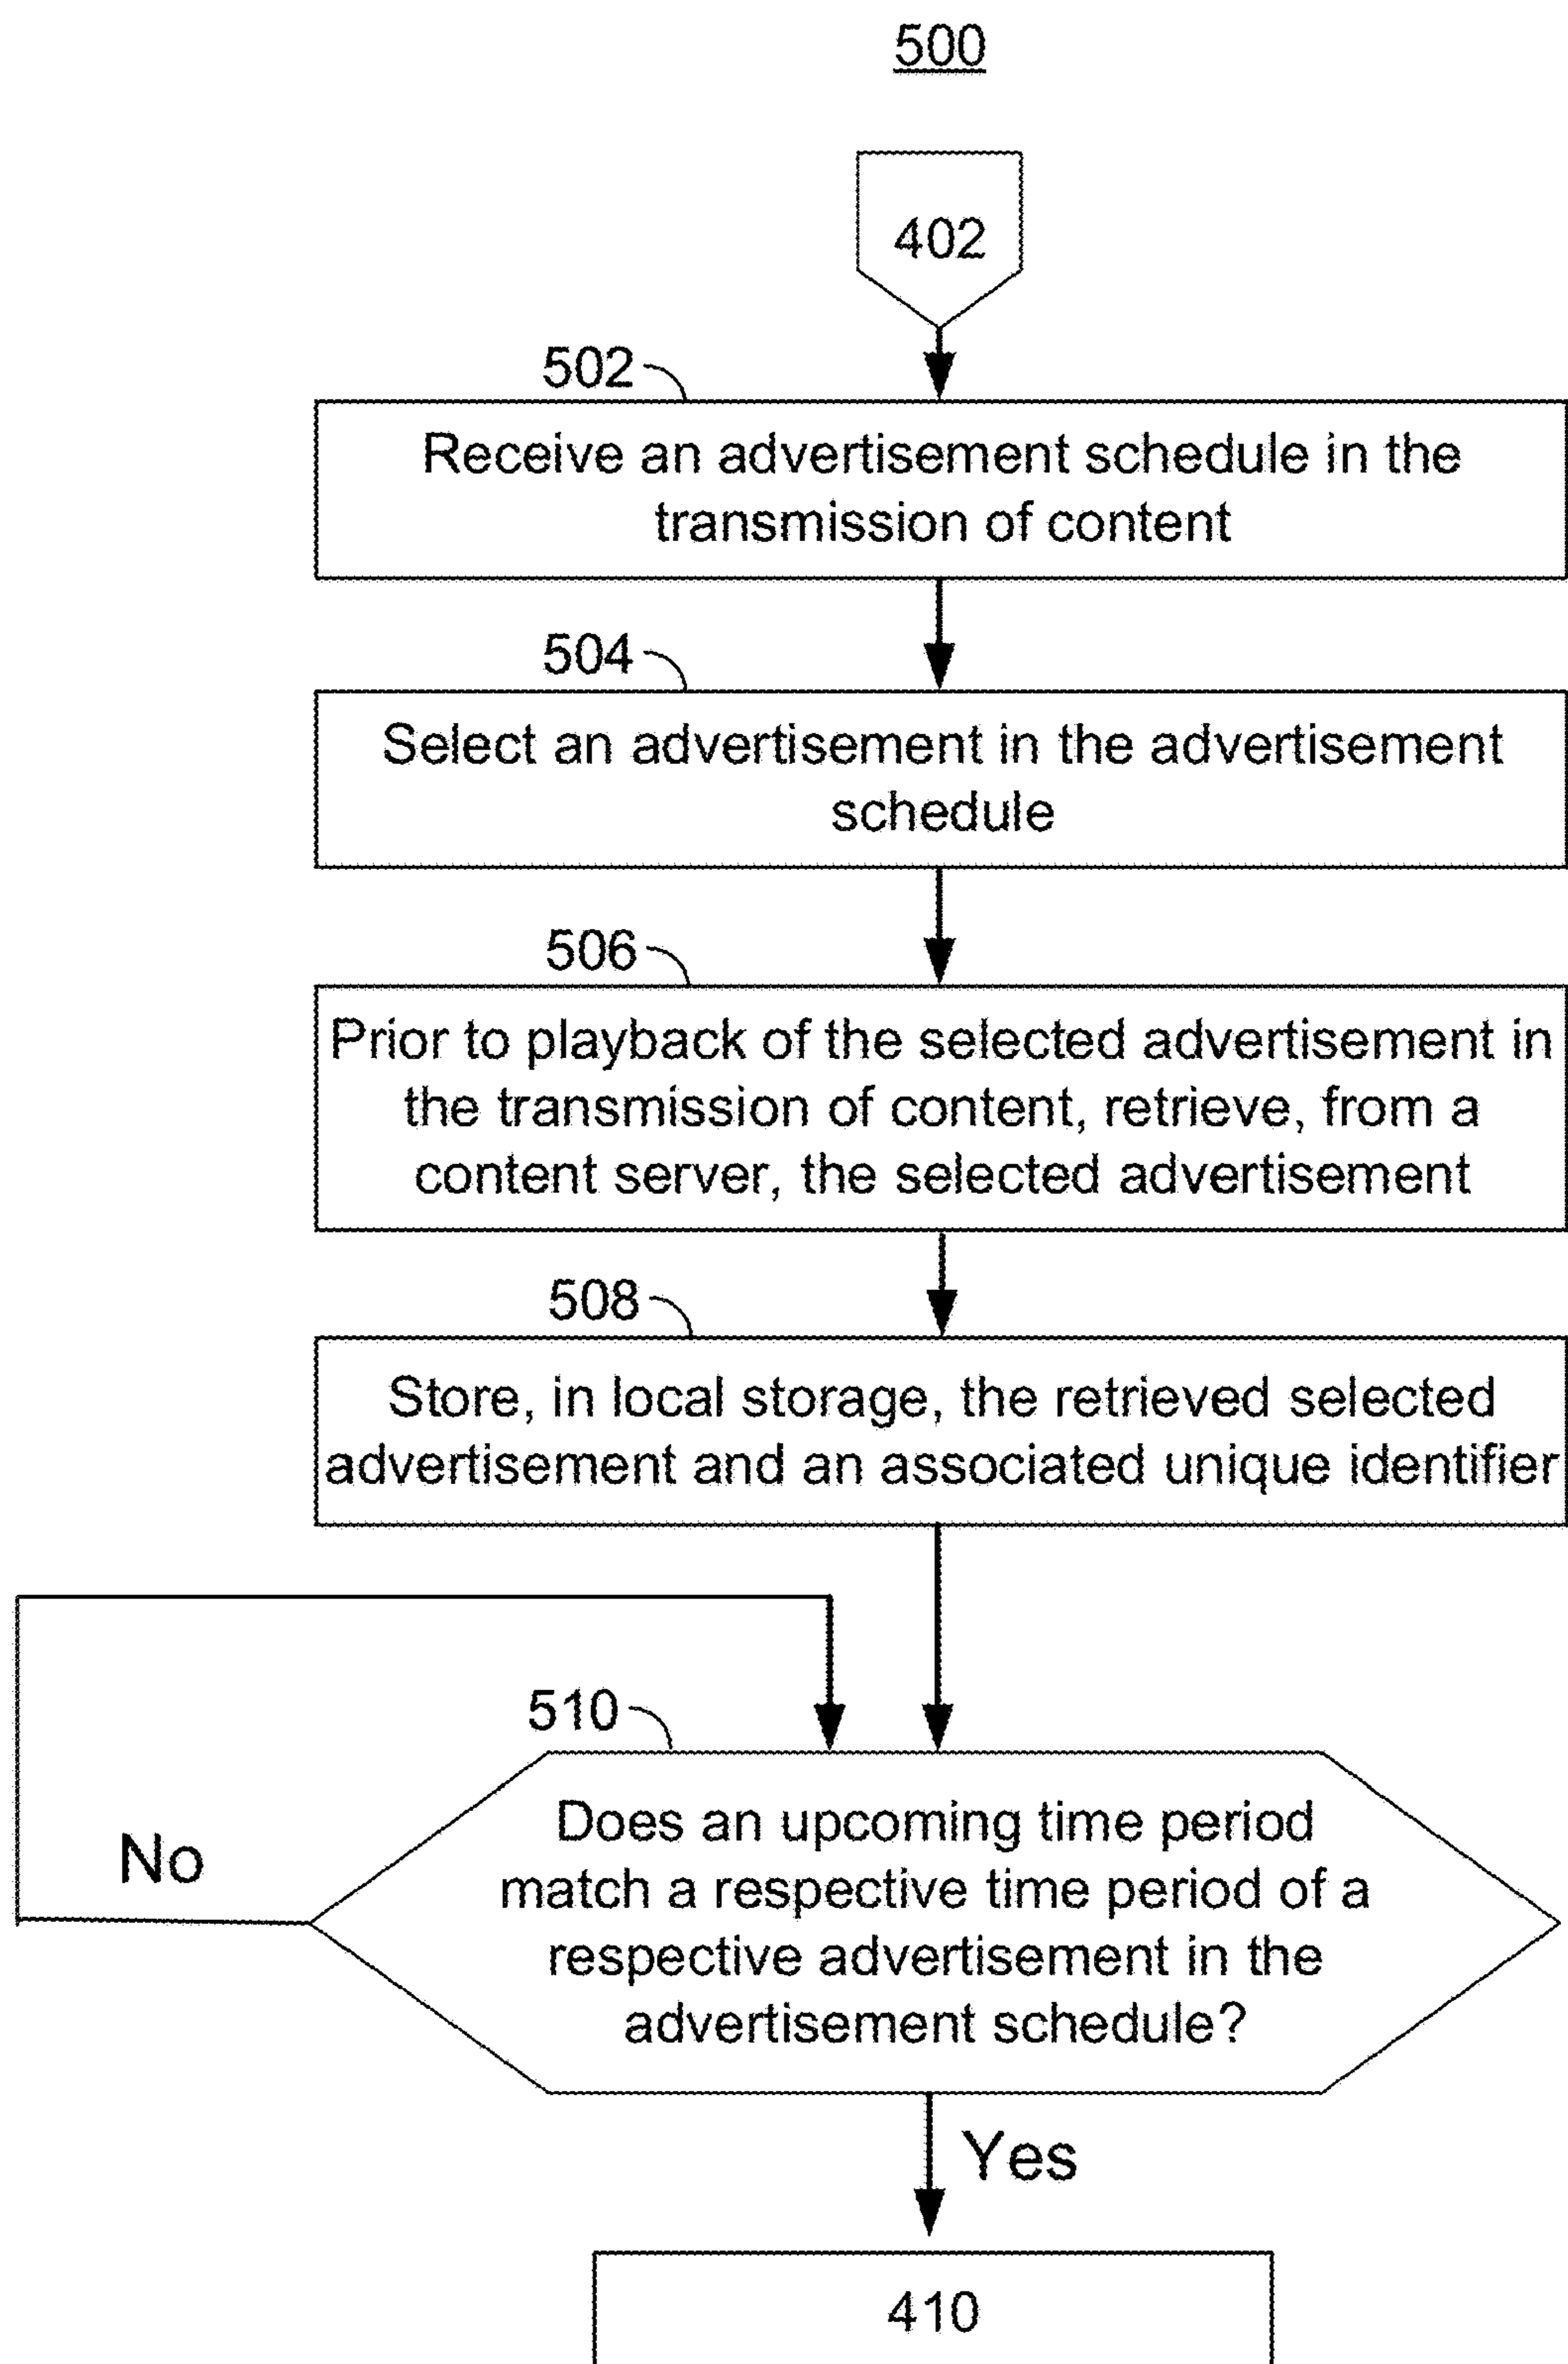 500
402
502
Receive an advertisement schedule in the
transmission of content
504
Select an advertisement in the advertisement
schedule
506
Prior to playback of the selected advertisement in
the transmission of content, retrieve, from a
content server, the selected advertisement
508
Store, in local storage, the retrieved selected
advertisement and an associated unique identifier
510
Does an upcoming time period
match a respective time period of a
respective advertisement in the
advertisement schedule?
No
Yes
410